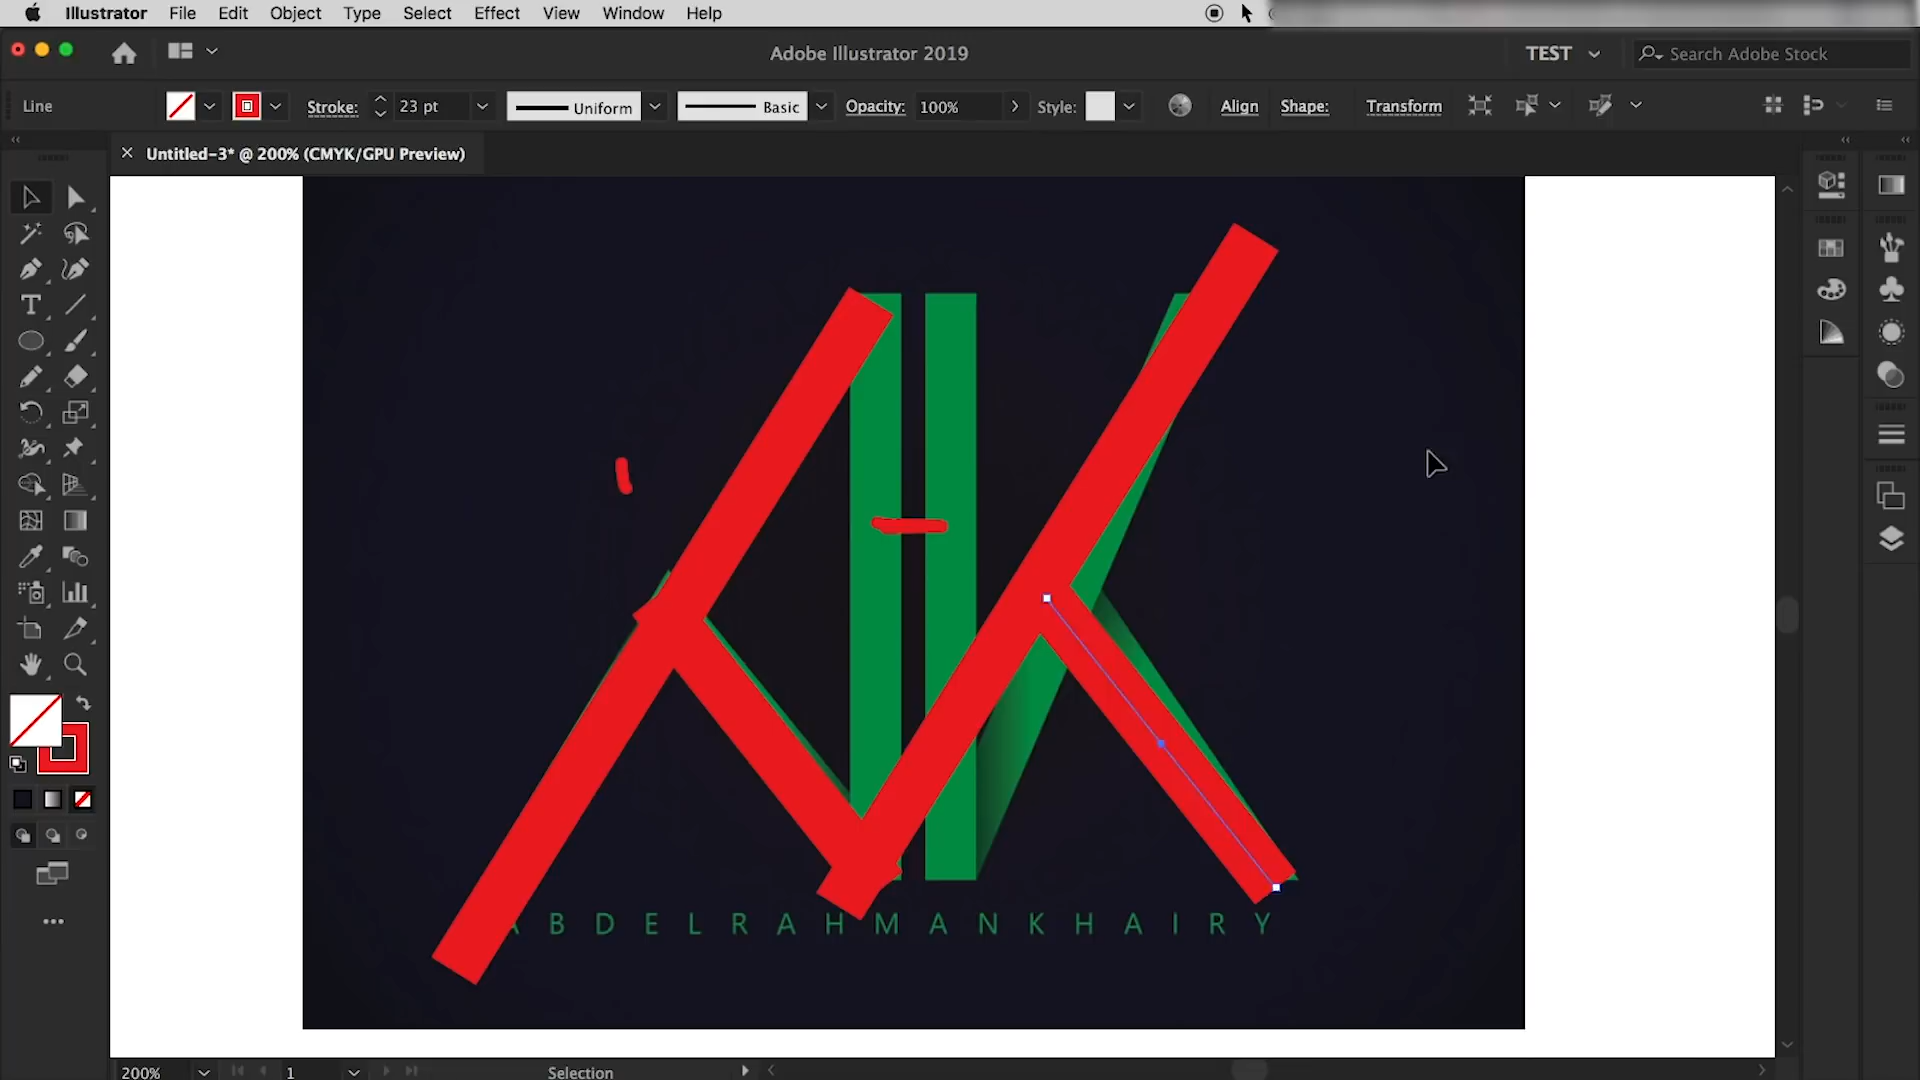 Illustrator File Edit Object Type Select Effect View Window Help
Adobe Illustrator 2019
TEST
Search Adobe Stock
Line
Stroke: 23 pt
Uniform
Basic
Opacity: 100%
Style:
Align
Shape:
Transform
Untitled-3* @ 200% (CMYK/GPU Preview)
ABDELRAHMANKHAIRY
200%
1
Selection